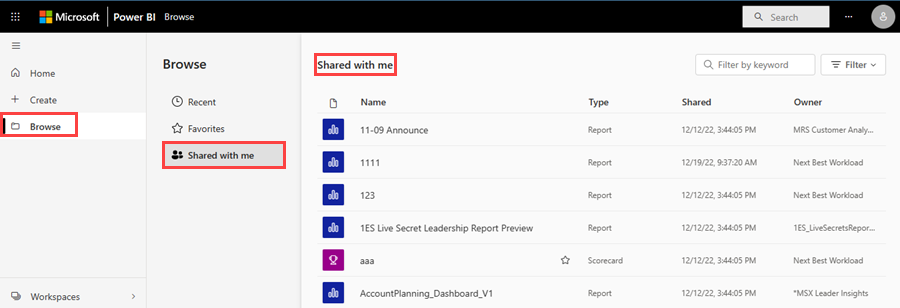 Microsoft Power BI Browse Search ...
Home
Create
Browse
Workspaces
Browse
Recent
Favorites
Shared with me
Shared with me Filter by keyword Filter
Name Type Shared Owner
11-09 Announce Report 12/12/22, 3:44:05 PM MRS Customer Analy...
1111 Report 12/19/22, 9:37:20 AM Next Best Workload
123 Report 12/12/22, 3:44:05 PM Next Best Workload
1ES Live Secret Leadership Report Preview Report 12/12/22, 3:44:05 PM 1ES_LiveSecretsRepor...
aaa Scorecard 12/12/22, 3:44:05 PM Next Best Workload
AccountPlanning_Dashboard_V1 Report 12/12/22, 3:44:05 PM *MSX Leader Insights